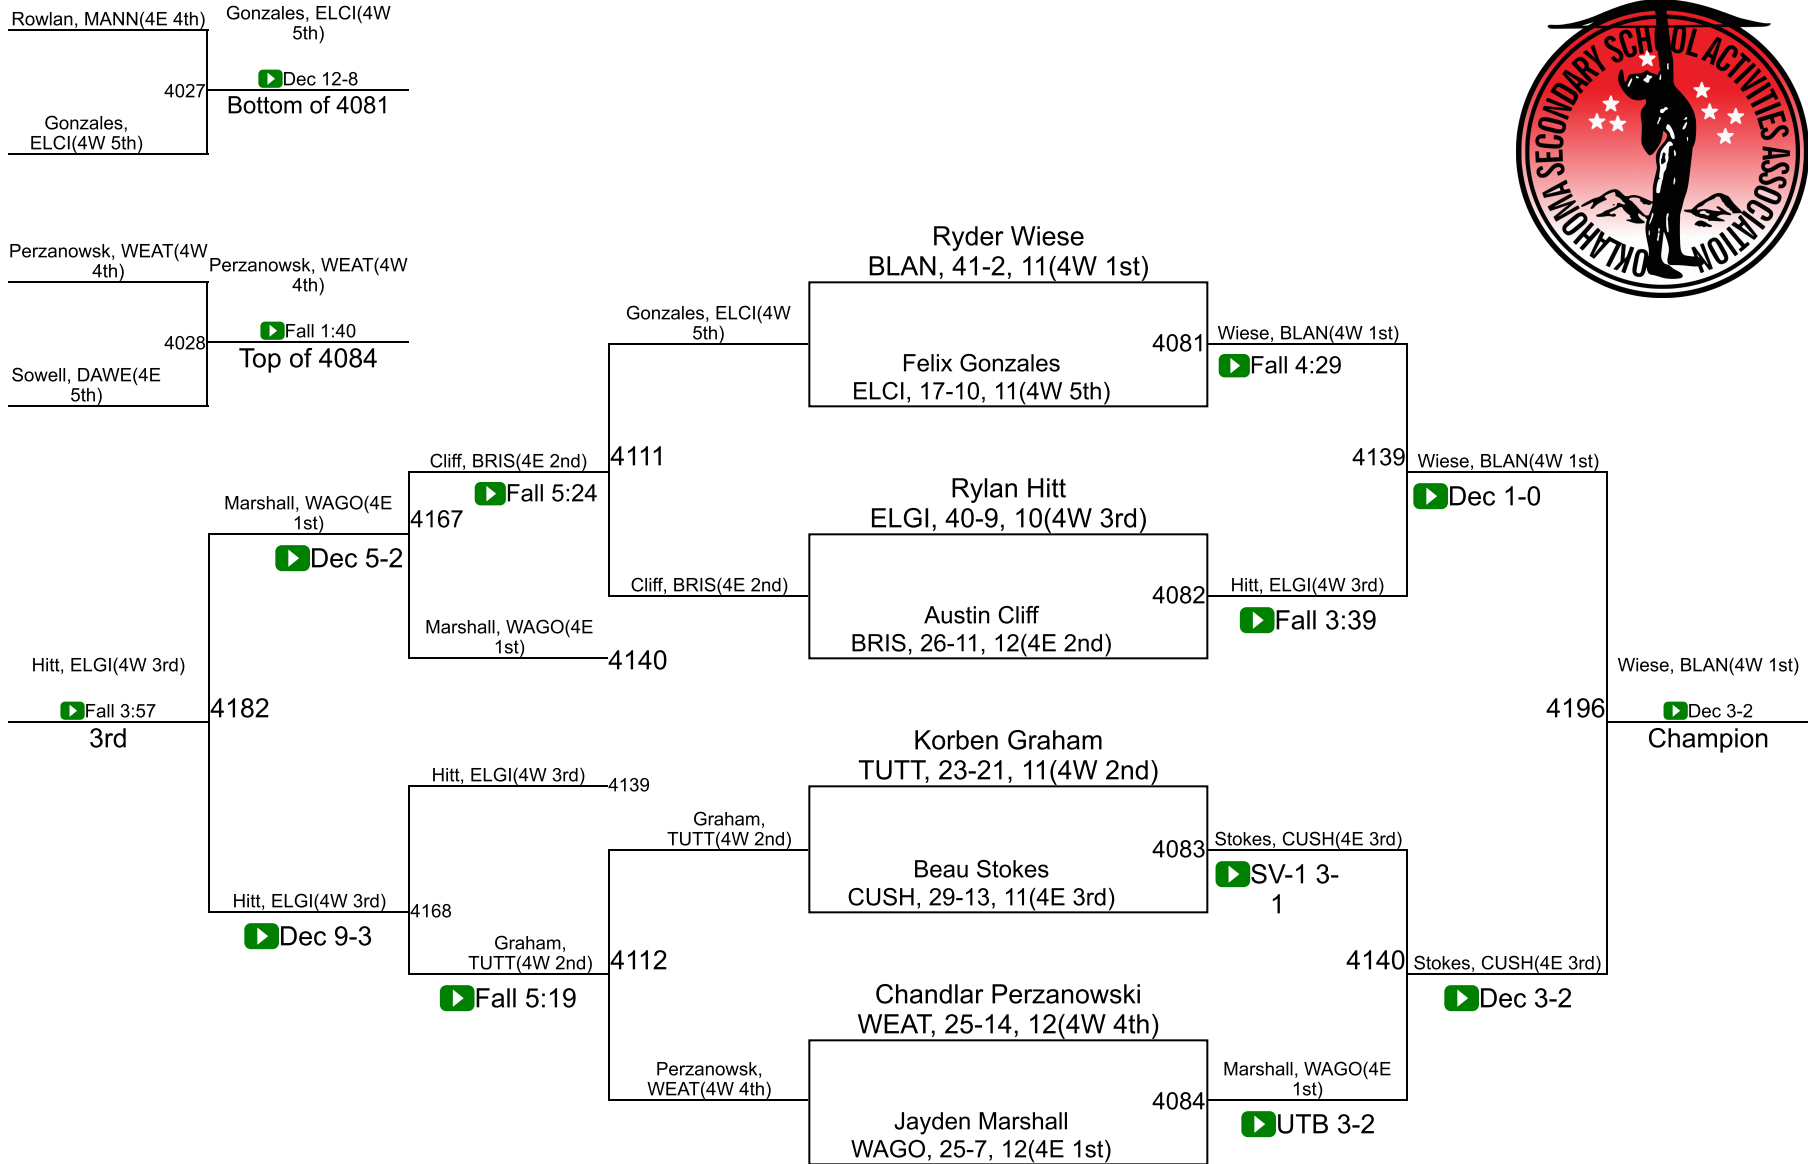 Rowlan, MANN(4E 4th)
Gonzales, ELCI(4W
5th)
4027
Dec 12-8
Bottom of 4081
Gonzales,
ELCI(4W 5th)
OKLAHOMA SECONDARY SCHOOL ACTIVITIES ASSOCIATION
Perzanowsk, WEAT(4W
4th)
Perzanowsk, WEAT(4W
4th)
4028
Fall 1:40
Top of 4084
Sowell, DAWE(4E
5th)
Ryder Wiese
BLAN, 41-2, 11(4W 1st)
Gonzales, ELCI(4W
5th)
4081
Felix Gonzales
ELCI, 17-10, 11(4W 5th)
Wiese, BLAN(4W 1st)
Fall 4:29
Cliff, BRIS(4E 2nd)
4111
Fall 5:24
4139
Wiese, BLAN(4W 1st)
Dec 1-0
Marshall, WAGO(4E
1st)
4167
Dec 5-2
Rylan Hitt
ELGI, 40-9, 10(4W 3rd)
Cliff, BRIS(4E 2nd)
4082
Austin Cliff
BRIS, 26-11, 12(4E 2nd)
Hitt, ELGI(4W 3rd)
Fall 3:39
Marshall, WAGO(4E
1st)
4140
Hitt, ELGI(4W 3rd)
Fall 3:57
3rd
4182
4196
Wiese, BLAN(4W 1st)
Dec 3-2
Champion
Korben Graham
TUTT, 23-21, 11(4W 2nd)
Hitt, ELGI(4W 3rd)
4139
Graham,
TUTT(4W 2nd)
4083
Beau Stokes
CUSH, 29-13, 11(4E 3rd)
Stokes, CUSH(4E 3rd)
SV-1 3-
1
Hitt, ELGI(4W 3rd)
4168
Dec 9-3
Graham,
TUTT(4W 2nd)
4112
Fall 5:19
4140
Stokes, CUSH(4E 3rd)
Dec 3-2
Chandlar Perzanowski
WEAT, 25-14, 12(4W 4th)
Perzanowsk,
WEAT(4W 4th)
4084
Jayden Marshall
WAGO, 25-7, 12(4E 1st)
Marshall, WAGO(4E
1st)
UTB 3-2